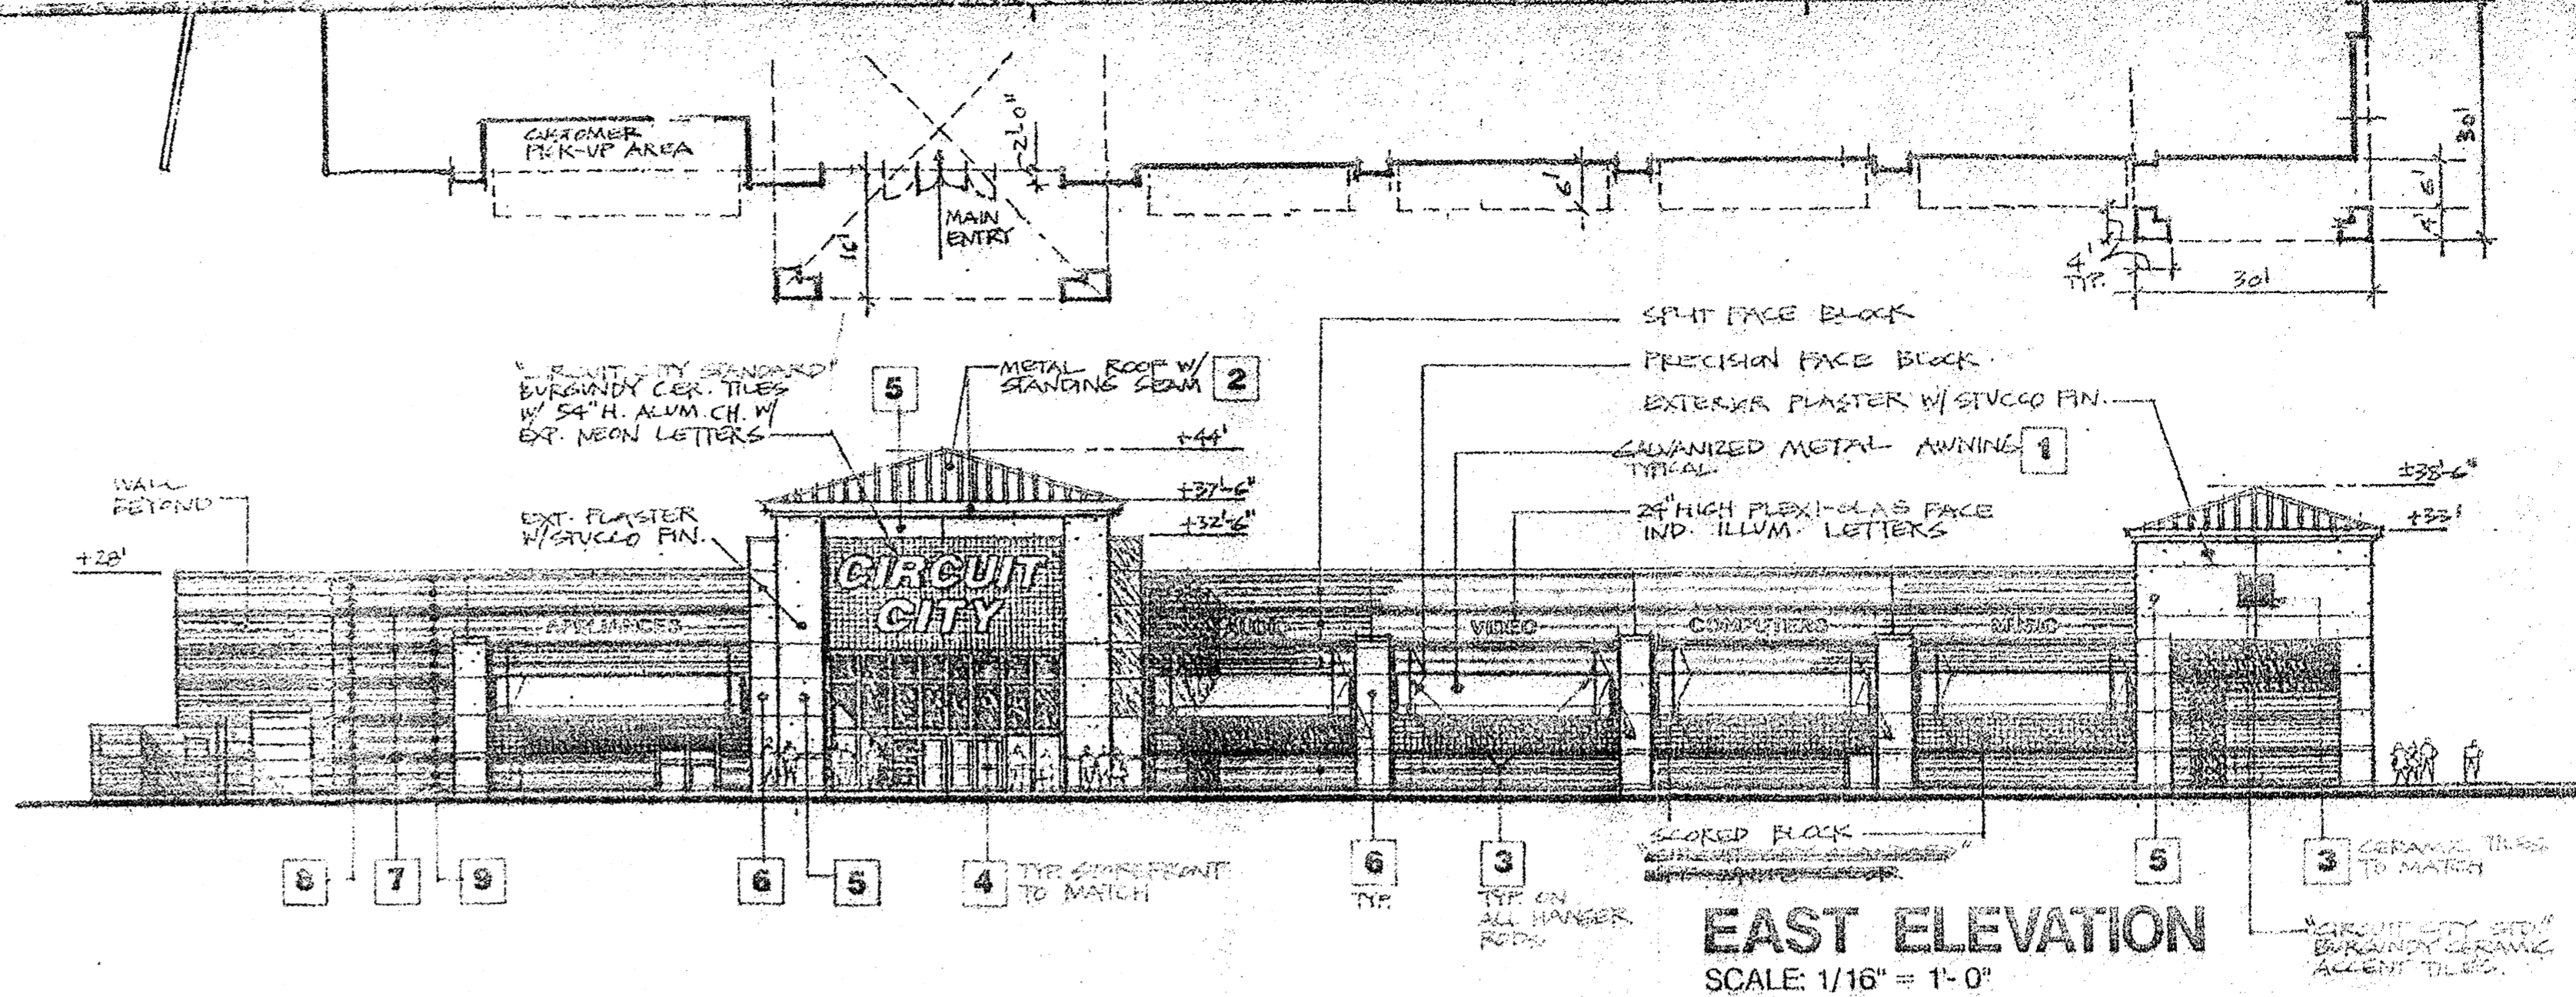 CUSTOMER
PICK-UP AREA
2'-0"
MAIN
ENTRY
16'
6'
30'
6'
4'
4'
TYP.
30'
"CIRCUIT CITY STANDARD"
BURGUNDY CER. TILES
W/ 54"H. ALUM. CH. W/
EXP. NEON LETTERS
5
METAL ROOF W/
STANDING SEAM
2
SPLIT FACE BLOCK
PRECISION FACE BLOCK
EXTERIOR PLASTER W/ STUCCO FIN.
GALVANIZED METAL AWNING
TYPICAL
1
24" HIGH PLEXI-GLAS FACE
IND. ILLUM. LETTERS
WALL
BEYOND
EXT. PLASTER
W/STUCCO FIN.
+28'
+44'
+37'-6"
+32'-6"
±38'-6"
+33'
CIRCUIT
CITY
APPLIANCES
AUDIO
VIDEO
COMPUTERS
MUSIC
8
7
9
6
5
4
TYP. STOREFRONT
TO MATCH
6
TYP.
3
TYP. ON
ALL HANGER
RODS
SCORED BLOCK
5
3
CERAMIC TILES
TO MATCH
"CIRCUIT CITY STD."
BURGUNDY CERAMIC
ACCENT TILES.
EAST ELEVATION
SCALE: 1/16" = 1'-0"